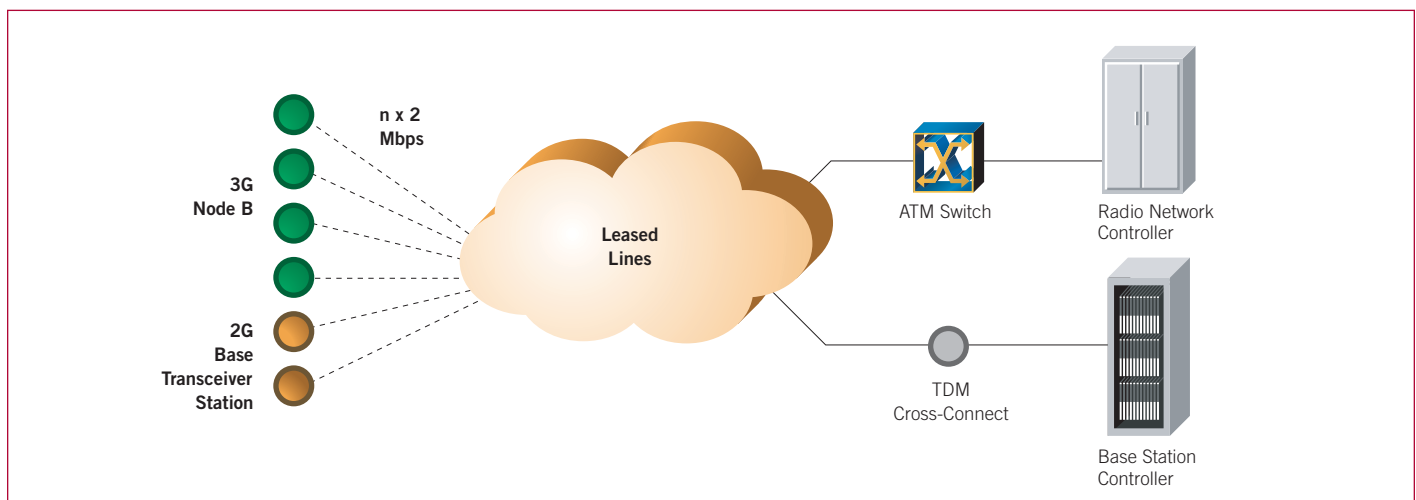 n x 2
Mbps
3G
Node B
2G
Base
Transceiver
Station
Leased
Lines
ATM Switch
Radio Network
Controller
TDM
Cross-Connect
Base Station
Controller